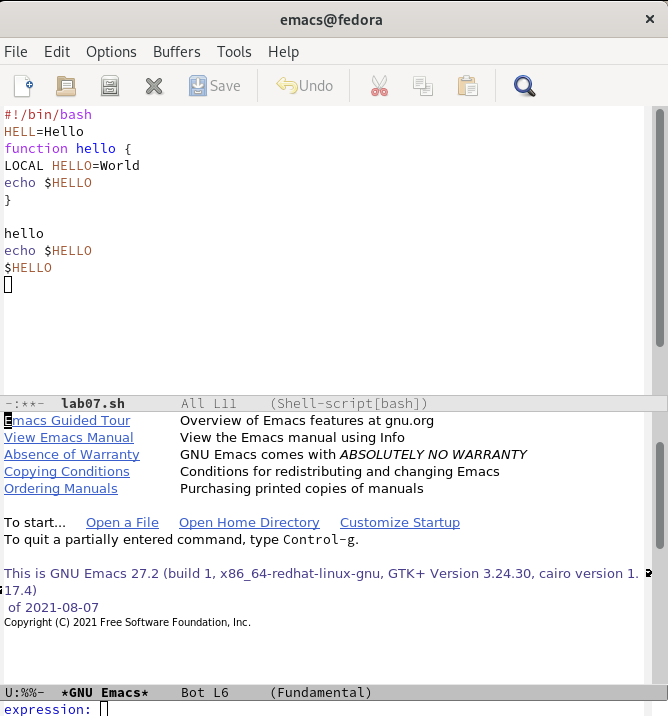 emacs@fedora
File Edit Options Buffers Tools Help
Save Undo
#!/bin/bash
HELL=Hello
function hello {
LOCAL HELLO=World
echo $HELLO
}
hello
echo $HELLO
$HELLO
-:**- lab07.sh All L11 (Shell-script[bash])
Emacs Guided Tour Overview of Emacs features at gnu.org
View Emacs Manual View the Emacs manual using Info
Absence of Warranty GNU Emacs comes with ABSOLUTELY NO WARRANTY
Copying Conditions Conditions for redistributing and changing Emacs
Ordering Manuals Purchasing printed copies of manuals
To start... Open a File Open Home Directory Customize Startup
To quit a partially entered command, type Control-g.
This is GNU Emacs 27.2 (build 1, x86_64-redhat-linux-gnu, GTK+ Version 3.24.30, cairo version 1.
17.4)
of 2021-08-07
Copyright (C) 2021 Free Software Foundation, Inc.
U:%%- *GNU Emacs* Bot L6 (Fundamental)
expression: